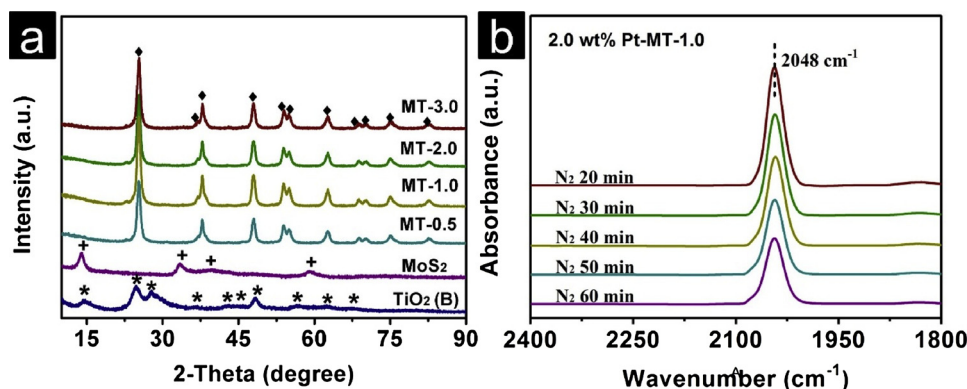 a
Intensity (a.u.)
MT-3.0
MT-2.0
MT-1.0
MT-0.5
MoS₂
TiO₂ (B)
15 30 45 60 75 90
2-Theta (degree)
b
Absorbance (a.u.)
2.0 wt% Pt-MT-1.0
2048 cm⁻¹
N₂ 20 min
N₂ 30 min
N₂ 40 min
N₂ 50 min
N₂ 60 min
2400 2250 2100 1950 1800
A
Wavenumber (cm⁻¹)